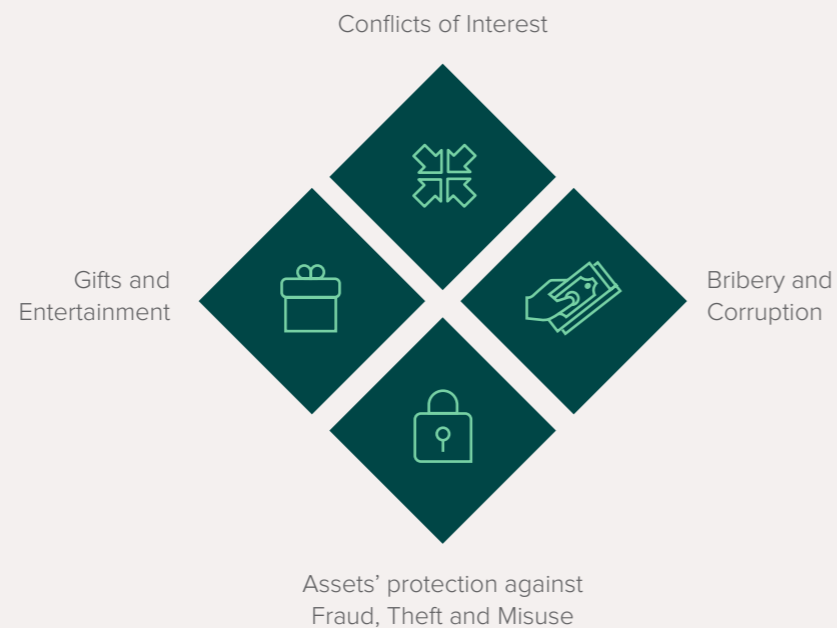 Conflicts of Interest
Gifts and
Entertainment
Bribery and
Corruption
Assets’ protection against
Fraud, Theft and Misuse